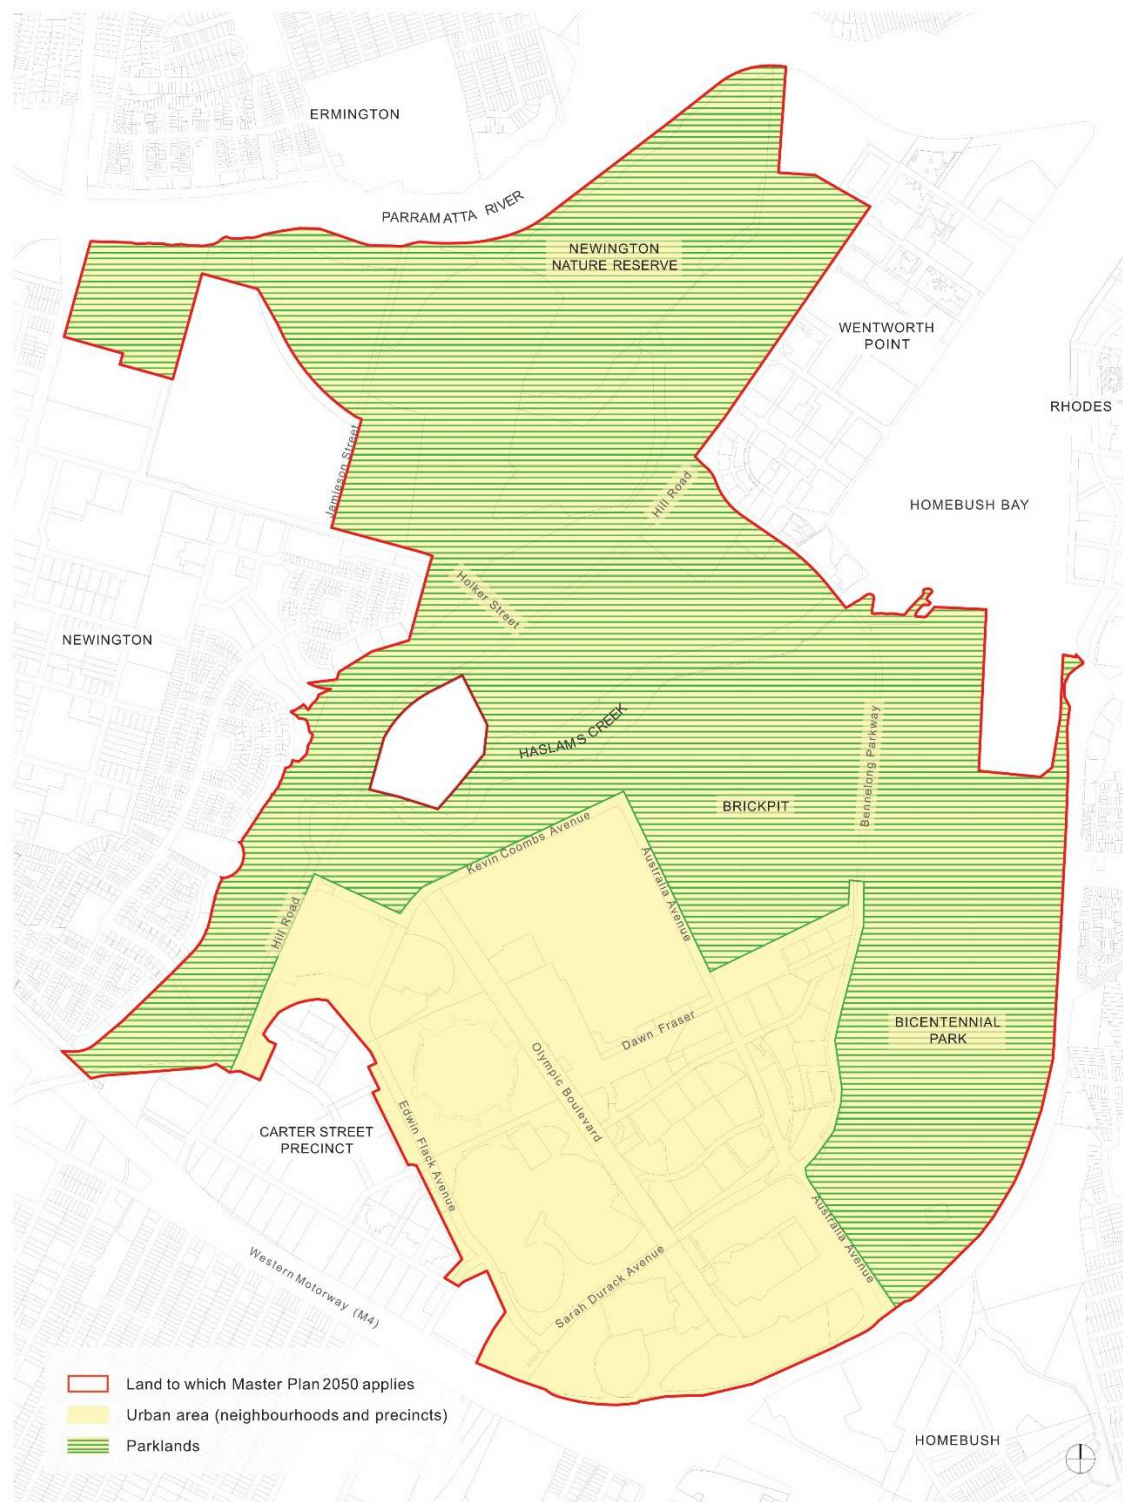 ERMINGTON
PARRAMATTA RIVER
NEWINGTON
NATURE RESERVE
WENTWORTH
POINT
RHODES
Jamieson Street
Hill Road
HOMEBUSH BAY
Holker Street
NEWINGTON
HASLAMS CREEK
Bennelong Parkway
BRICKPIT
Kevin Coombs Avenue
Australia Avenue
Hill Road
BICENTENNIAL
PARK
Dawn Fraser
Olympic Boulevard
CARTER STREET
PRECINCT
Edwin Flack Avenue
Australia Avenue
Sarah Durack Avenue
Western Motorway (M4)
Land to which Master Plan 2050 applies
Urban area (neighbourhoods and precincts)
Parklands
HOMEBUSH